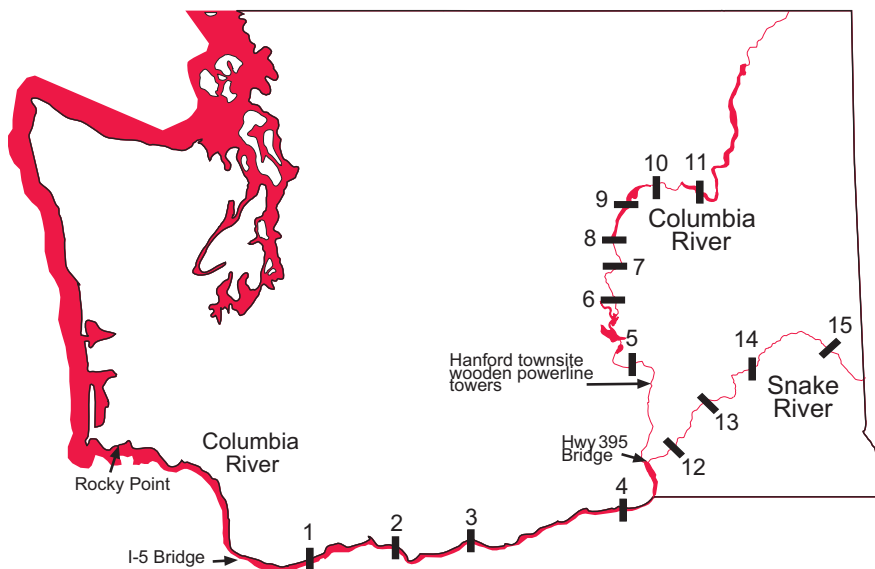 10
11
9
Columbia
River
8
7
6
5
Hanford townsite
wooden powerline
towers
14
15
Snake
River
13
Columbia
River
Hwy 395
Bridge
12
Rocky Point
4
3
2
1
I-5 Bridge